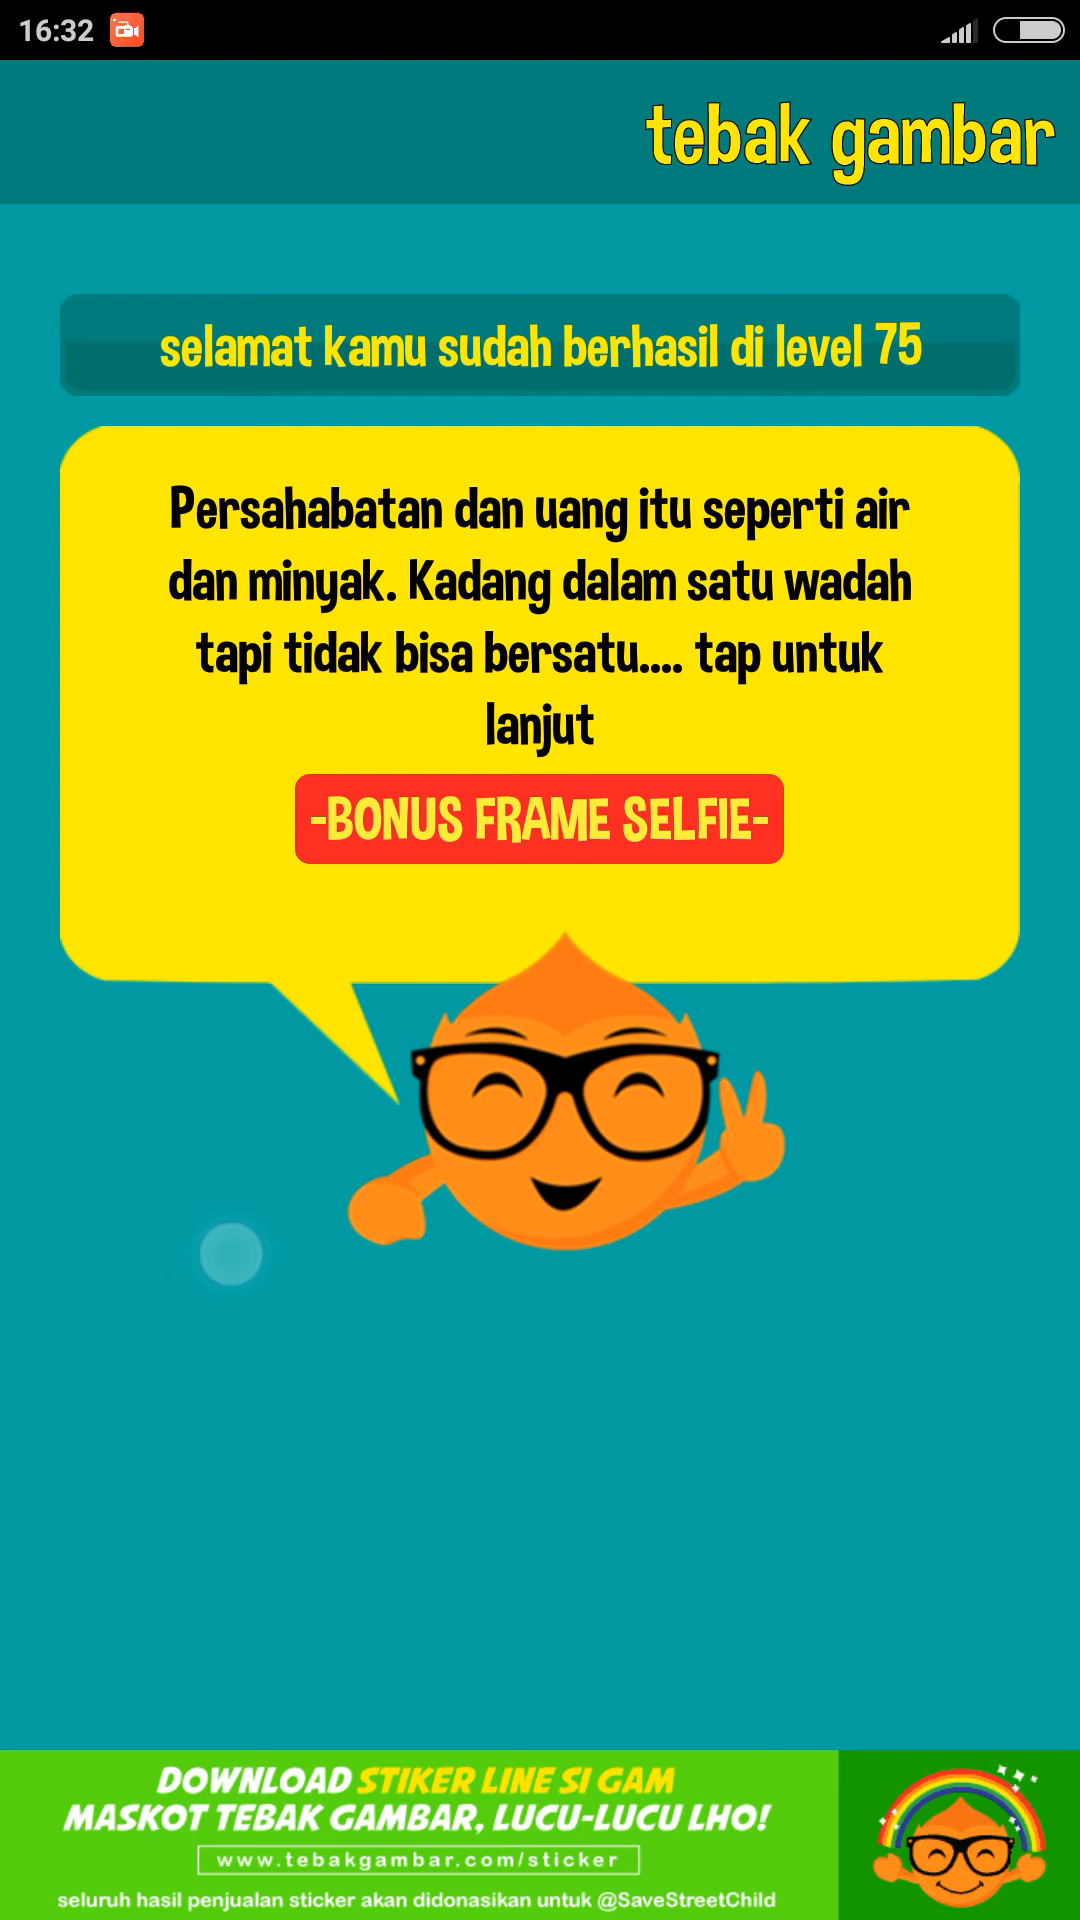 16:32
tebak gambar
selamat kamu sudah berhasil di level 75
Persahabatan dan uang itu seperti air
dan minyak. Kadang dalam satu wadah
tapi tidak bisa bersatu.... tap untuk
lanjut
-BONUS FRAME SELFIE-
DOWNLOAD STIKER LINE SI GAM
MASKOT TEBAK GAMBAR, LUCU-LUCU LHO!
www.tebakgambar.com/sticker
seluruh hasil penjualan sticker akan didonasikan untuk @SaveStreetChild